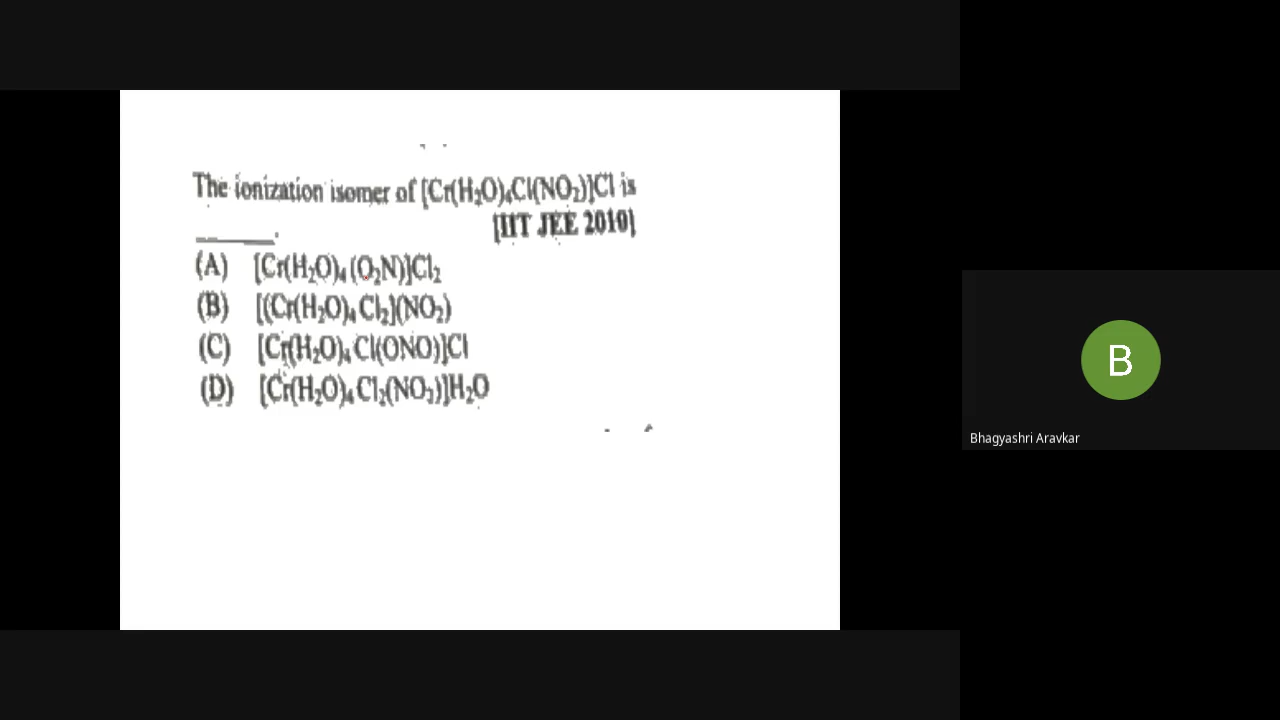 The ionization isomer of [Cr(H₂O)₄Cl(NO₂)]Cl is
______.
[IIT JEE 2010]
(A) [Cr(H₂O)₄(O₂N)]Cl₂
(B) [(Cr(H₂O)₄Cl₂](NO₂)
(C) [Cr(H₂O)₄Cl(ONO)]Cl
(D) [Cr(H₂O)₄Cl₂(NO₂)]H₂O
B
Bhagyashri Aravkar